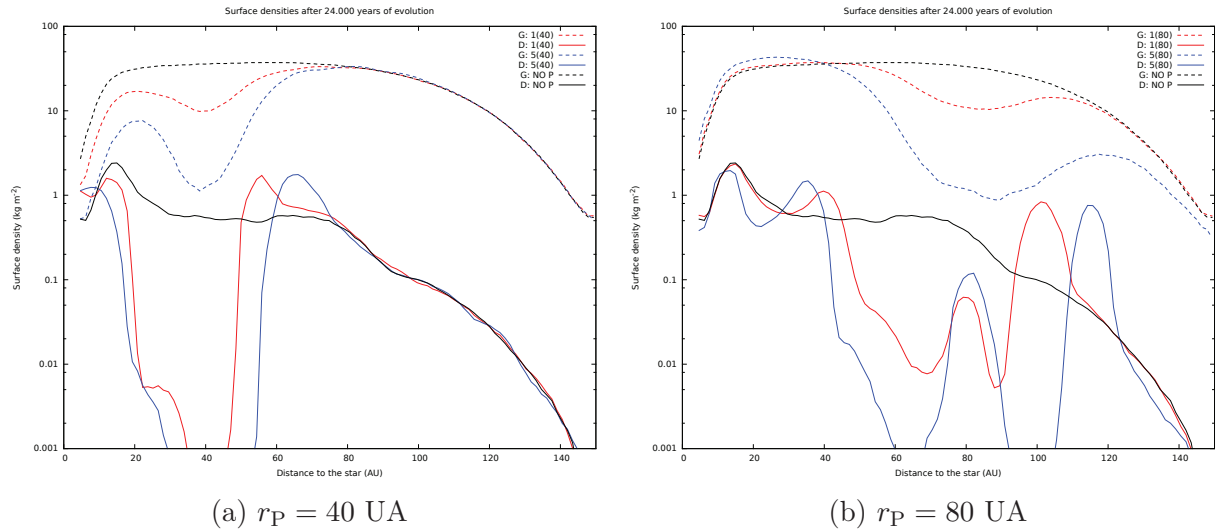 Surface densities after 24.000 years of evolution
G: 1(40)
D: 1(40)
G: 5(40)
D: 5(40)
G: NO P
D: NO P
100
10
1
0.1
0.01
0.001
Surface density (kg m⁻²)
0 20 40 60 80 100 120 140
Distance to the star (AU)
(a) r_P = 40 UA
Surface densities after 24.000 years of evolution
G: 1(80)
D: 1(80)
G: 5(80)
D: 5(80)
G: NO P
D: NO P
100
10
1
0.1
0.01
0.001
Surface density (kg m⁻²)
0 20 40 60 80 100 120 140
Distance to the star (AU)
(b) r_P = 80 UA